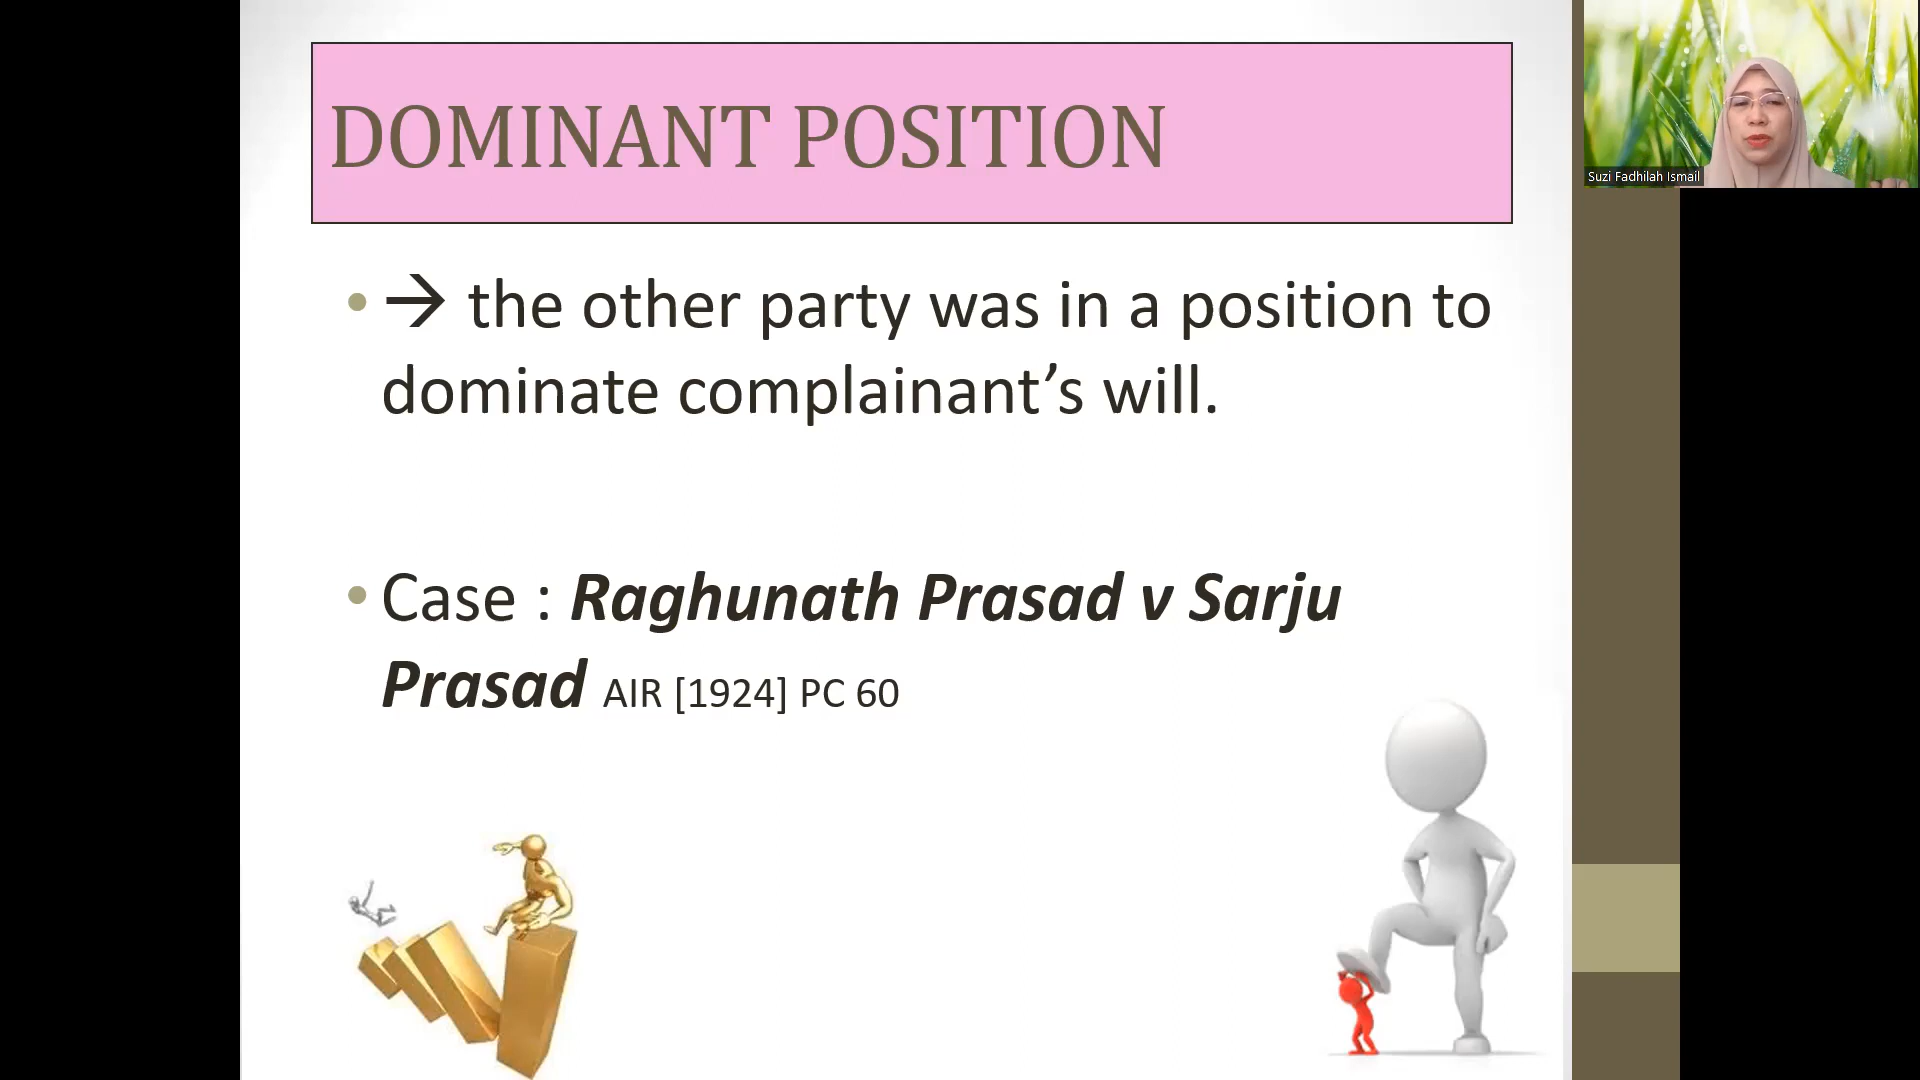 DOMINANT POSITION
• → the other party was in a position to
dominate complainant’s will.
• Case : Raghunath Prasad v Sarju
Prasad AIR [1924] PC 60
Suzi Fadhilah Ismail